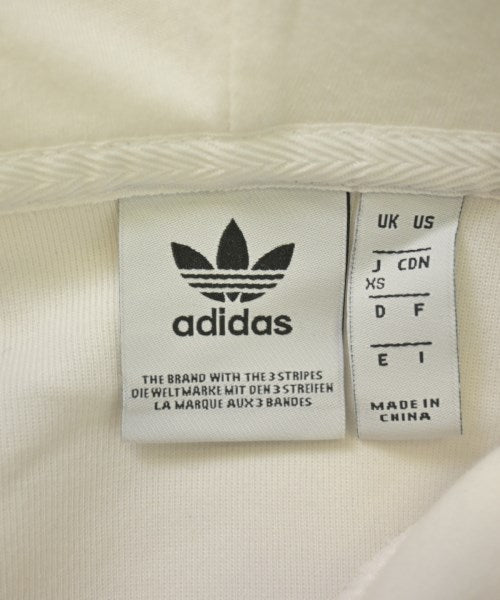 adidas
THE BRAND WITH THE 3 STRIPES
DIE WELTMARKE MIT DEN 3 STREIFEN
LA MARQUE AUX 3 BANDES
UK US
J CDN
XS
D F
E I
MADE IN
CHINA